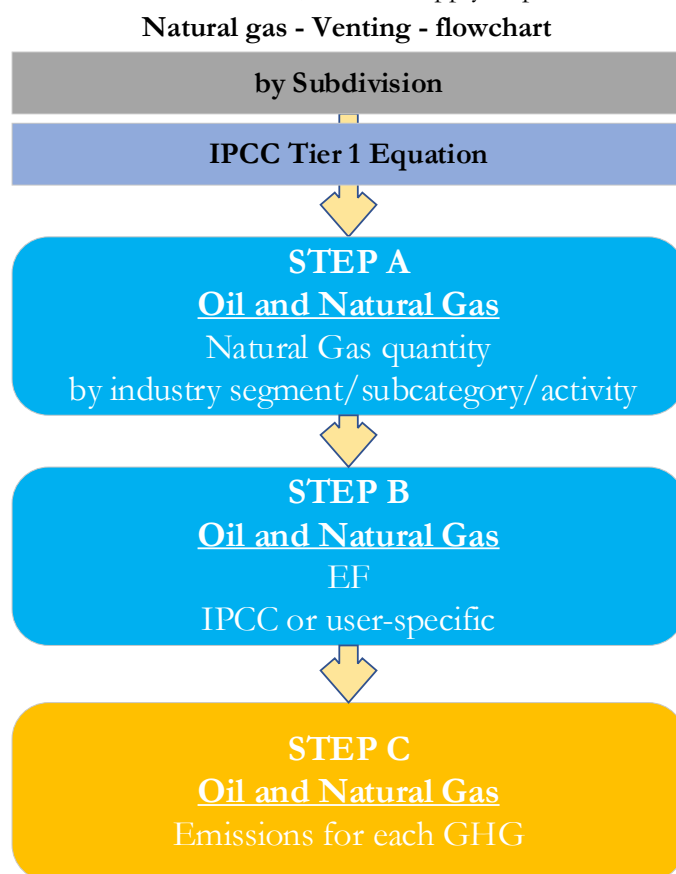 Natural gas - Venting - flowchart
by Subdivision
IPCC Tier 1 Equation
STEP A
Oil and Natural Gas
Natural Gas quantity
by industry segment/subcategory/activity
STEP B
Oil and Natural Gas
EF
IPCC or user-specific
STEP C
Oil and Natural Gas
Emissions for each GHG